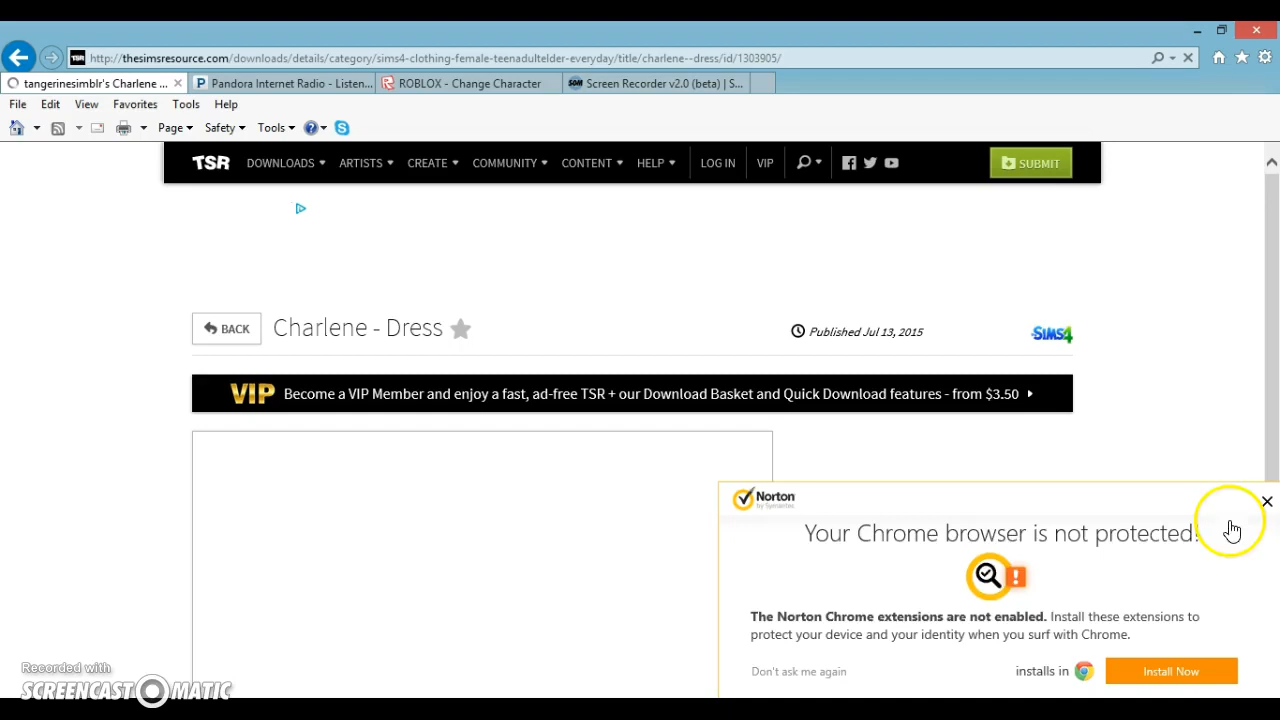 http://thesimsresource.com/downloads/details/category/sims4-clothing-female-teenadultelder-everyday/title/charlene--dress/id/1303905/
tangerinesimblr's Charlene ...
Pandora Internet Radio - Listen...
ROBLOX - Change Character
Screen Recorder v2.0 (beta) | S...
File Edit View Favorites Tools Help
Page Safety Tools
TSR DOWNLOADS ARTISTS CREATE COMMUNITY CONTENT HELP LOG IN VIP SUBMIT
BACK Charlene - Dress Published Jul 13, 2015 SIMS4
VIP Become a VIP Member and enjoy a fast, ad-free TSR + our Download Basket and Quick Download features - from $3.50
Norton
by Symantec
Your Chrome browser is not protected!
The Norton Chrome extensions are not enabled. Install these extensions to
protect your device and your identity when you surf with Chrome.
Don't ask me again installs in Install Now
Recorded with
SCREENCAST-O-MATIC